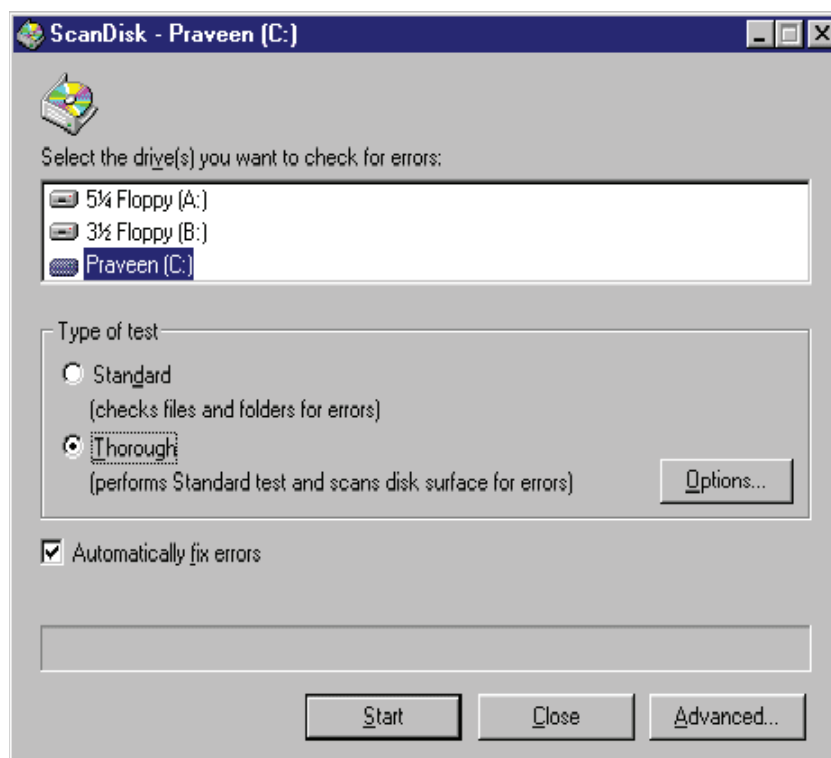 ScanDisk - Praveen (C:)
Select the drive(s) you want to check for errors:
5¼ Floppy (A:)
3½ Floppy (B:)
Praveen (C:)
Type of test
Standard
(checks files and folders for errors)
Thorough
(performs Standard test and scans disk surface for errors)
Options...
Automatically fix errors
Start Close Advanced...